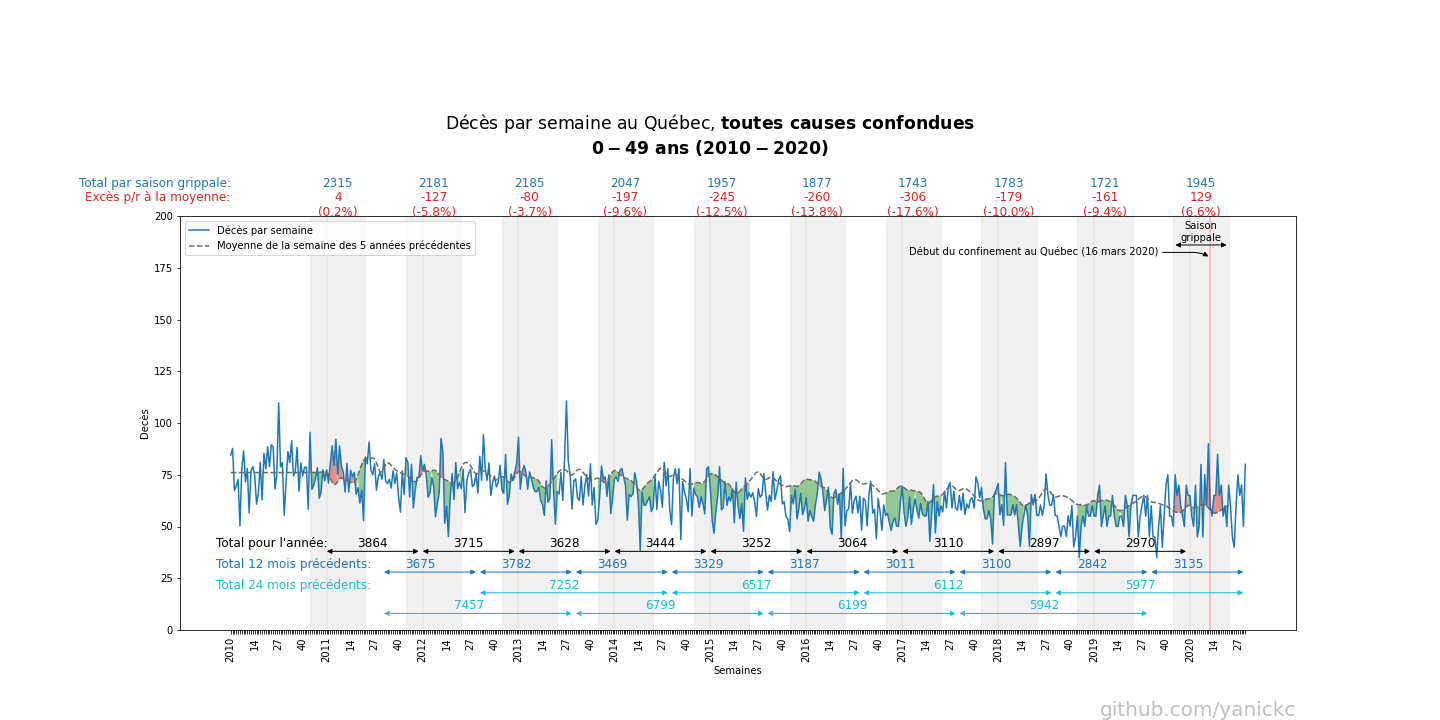 Décès par semaine au Québec, toutes causes confondues
0 – 49 ans (2010 – 2020)
Total par saison grippale: 2315 2181 2185 2047 1957 1877 1743 1783 1721 1945
Excès p/r à la moyenne: 4 -127 -80 -197 -245 -260 -306 -179 -161 129
(0.2%) (-5.8%) (-3.7%) (-9.6%) (-12.5%) (-13.8%) (-17.6%) (-10.0%) (-9.4%) (6.6%)
200
Décès par semaine
Moyenne de la semaine des 5 années précédentes
Saison
grippale
Début du confinement au Québec (16 mars 2020)
175
150
125
100
75
50
25
0
Decès
Total pour l'année: 3864 3715 3628 3444 3252 3064 3110 2897 2970
Total 12 mois précédents: 3675 3782 3469 3329 3187 3011 3100 2842 3135
Total 24 mois précédents: 7252 6517 6112 5977
7457 6799 6199 5942
2010 14 27 40 2011 14 27 40 2012 14 27 40 2013 14 27 40 2014 14 27 40 2015 14 27 40 2016 14 27 40 2017 14 27 40 2018 14 27 40 2019 14 27 40 2020 14 27
Semaines
github.com/yanickc